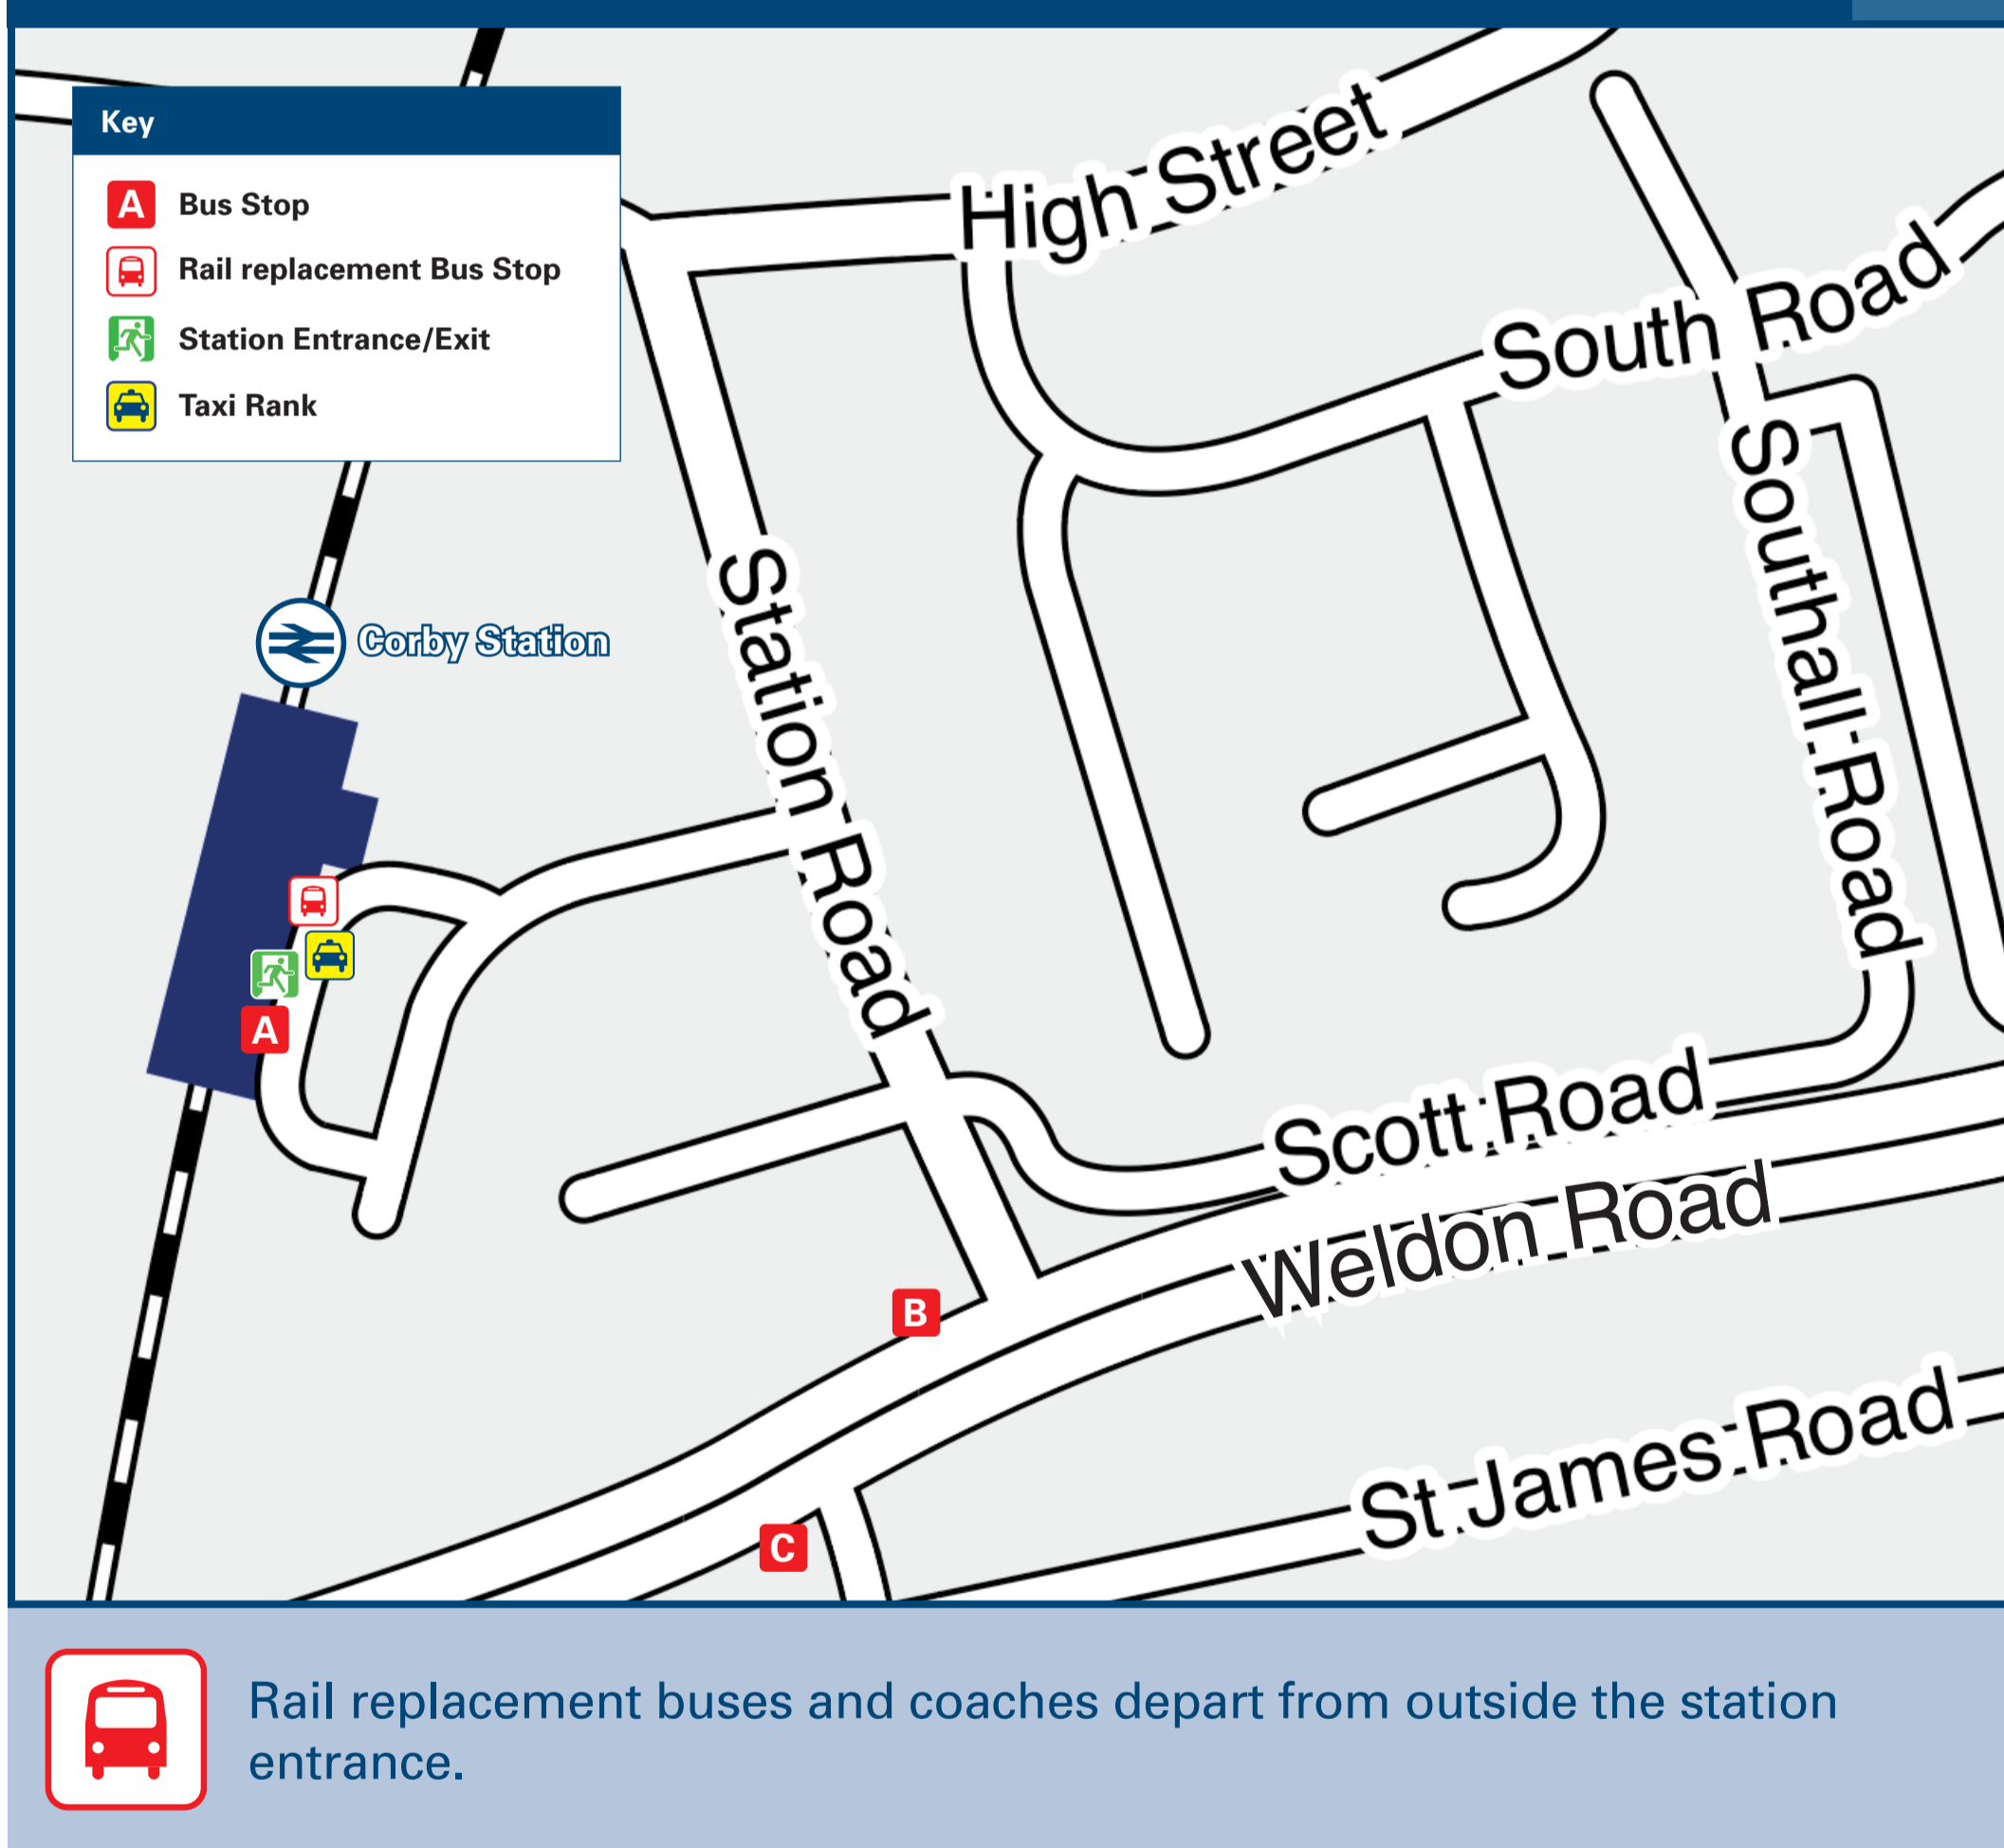 Key
A Bus Stop
Rail replacement Bus Stop
Station Entrance/Exit
Taxi Rank
High Street
South Road
Southall Road
Corby Station
Station Road
A
Scott Road
Weldon Road
B
St James Road
C
Rail replacement buses and coaches depart from outside the station
entrance.